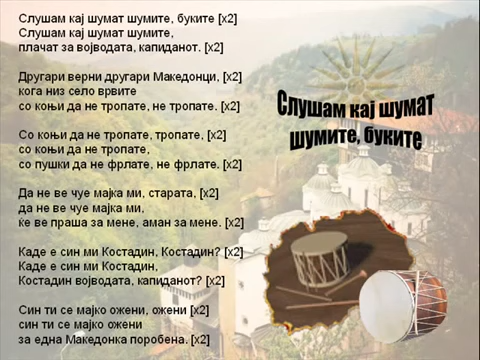 Слушам кај шумат шумите, буките [x2]
Слушам кај шумат шумите,
плачат за војводата, капиданот. [x2]
Другари верни другари Македонци, [x2]
кога низ село врвите
со коњи да не тропате, не тропате. [x2]
Со коњи да не тропате, тропате, [x2]
со коњи да не тропате,
со пушки да не фрлате, не фрлате. [x2]
Да не ве чуе мајка ми, старата, [x2]
да не ве чуе мајка ми,
ќе ве праша за мене, аман за мене. [x2]
Каде е син ми Костадин, Костадин? [x2]
Каде е син ми Костадин,
Костадин војводата, капиданот? [x2]
Син ти се мајко ожени, ожени [x2]
син ти се мајко ожени
за една Македонка поробена. [x2]
Слушам кај шумат
шумите, буките